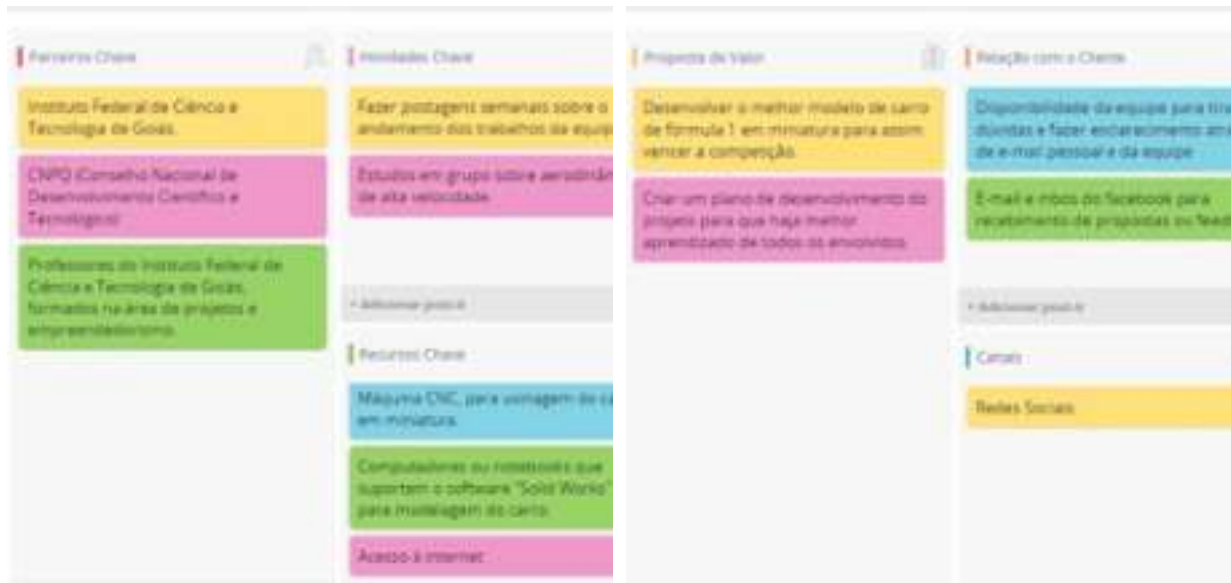 Parceiros Chave
Instituto Federal de Ciência e
Tecnologia de Goiás.
CNPQ (Conselho Nacional de
Desenvolvimento Científico e
Tecnológico)
Professores do Instituto Federal de
Ciência e Tecnologia de Goiás,
formados na área de projetos e
empreendedorismo.
Atividades Chave
Fazer postagens semanais sobre o
andamento dos trabalhos da equip
Estudos em grupo sobre aerodinâm
de alta velocidade.
+ Adicionar post-it
Recursos Chave
Máquina CNC, para usinagem do ca
em miniatura.
Computadores ou notebooks que
suportem o software "Solid Works"
para modelagem do carro.
Acesso à internet
Proposta de Valor
Desenvolver o melhor modelo de carro
de fórmula 1 em miniatura para assim
vencer a competição.
Criar um plano de desenvolvimento do
projeto para que haja melhor
aprendizado de todos os envolvidos.
Relação com o Cliente
Disponibilidade da equipe para tira
dúvidas e fazer esclarecimento atr
de e-mail pessoal e da equipe
E-mail e inbox do facebook para
recebimento de propostas ou feed
+ Adicionar post-it
Canais
Redes Sociais